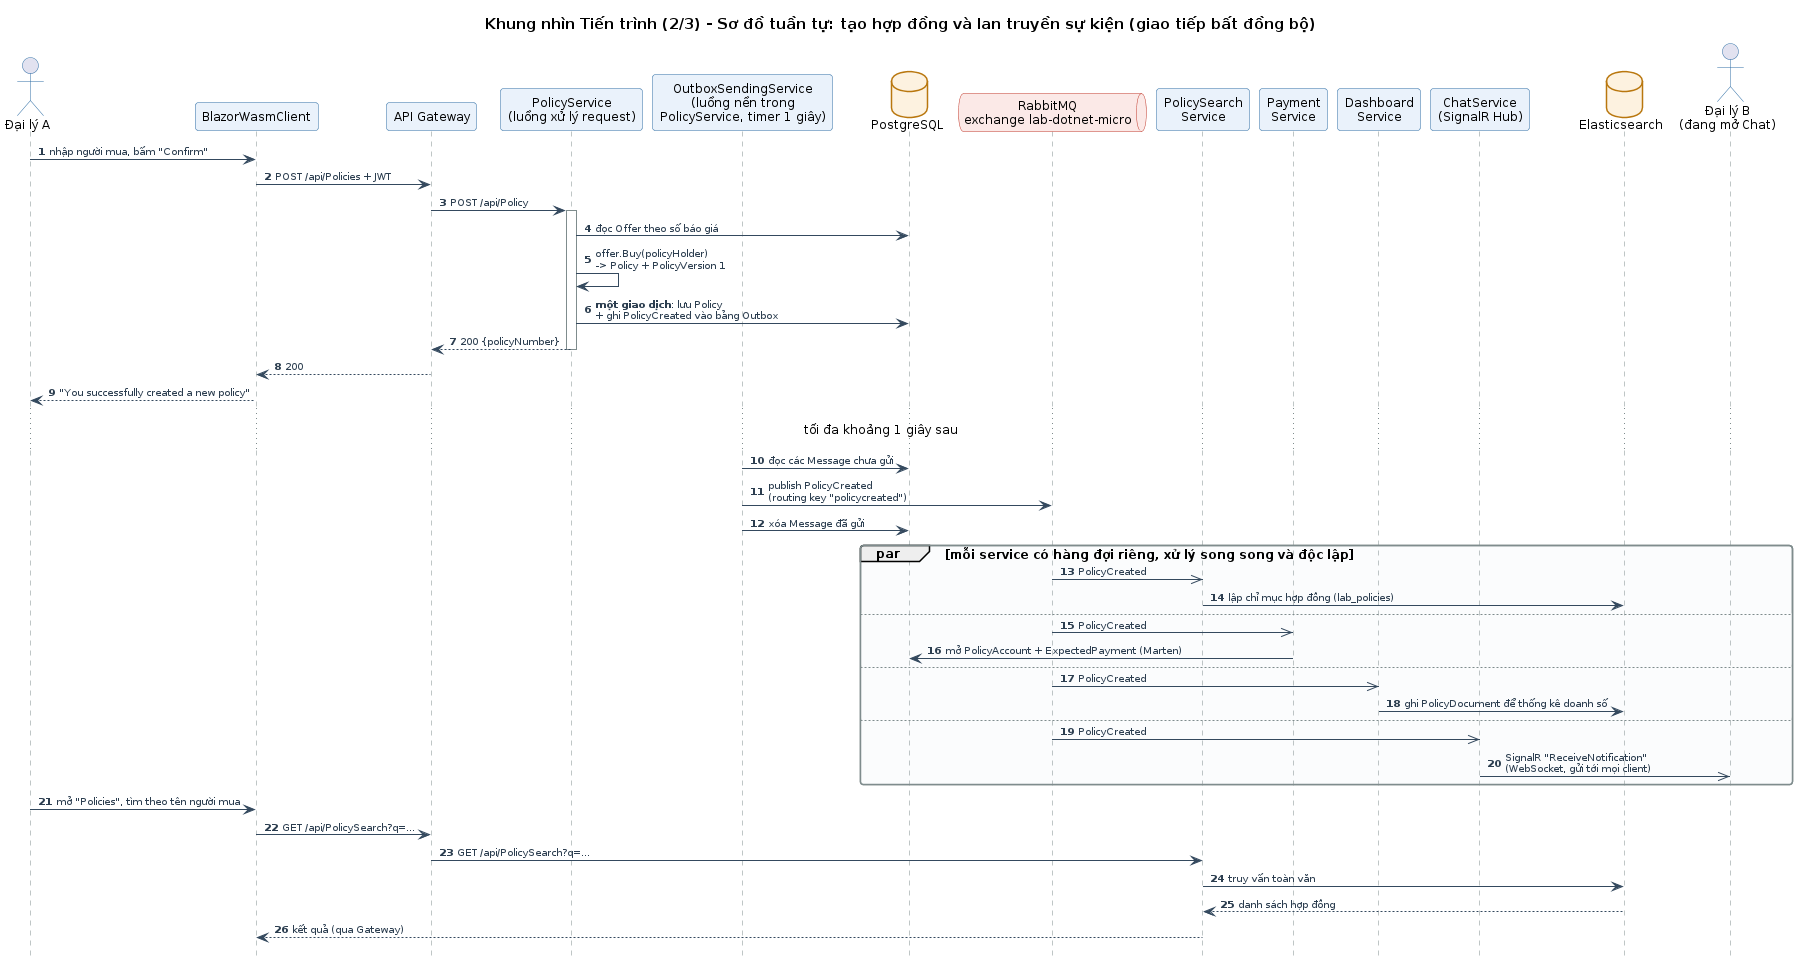 Khung nhìn Tiến trình (2/3) - Sơ đồ tuần tự: tạo hợp đồng và lan truyền sự kiện (giao tiếp bất đồng bộ)
Đại lý A
BlazorWasmClient
API Gateway
PolicyService
(luồng xử lý request)
OutboxSendingService
(luồng nền trong
PolicyService, timer 1 giây)
PostgreSQL
RabbitMQ
exchange lab-dotnet-micro
PolicySearch
Service
Payment
Service
Dashboard
Service
ChatService
(SignalR Hub)
Elasticsearch
Đại lý B
(đang mở Chat)
1 nhập người mua, bấm "Confirm"
2 POST /api/Policies + JWT
3 POST /api/Policy
4 đọc Offer theo số báo giá
5 offer.Buy(policyHolder)
-> Policy + PolicyVersion 1
6 một giao dịch: lưu Policy
+ ghi PolicyCreated vào bảng Outbox
7 200 {policyNumber}
8 200
9 "You successfully created a new policy"
tối đa khoảng 1 giây sau
10 đọc các Message chưa gửi
11 publish PolicyCreated
(routing key "policycreated")
12 xóa Message đã gửi
par [mỗi service có hàng đợi riêng, xử lý song song và độc lập]
13 PolicyCreated
14 lập chỉ mục hợp đồng (lab_policies)
15 PolicyCreated
16 mở PolicyAccount + ExpectedPayment (Marten)
17 PolicyCreated
18 ghi PolicyDocument để thống kê doanh số
19 PolicyCreated
20 SignalR "ReceiveNotification"
(WebSocket, gửi tới mọi client)
21 mở "Policies", tìm theo tên người mua
22 GET /api/PolicySearch?q=...
23 GET /api/PolicySearch?q=...
24 truy vấn toàn văn
25 danh sách hợp đồng
26 kết quả (qua Gateway)